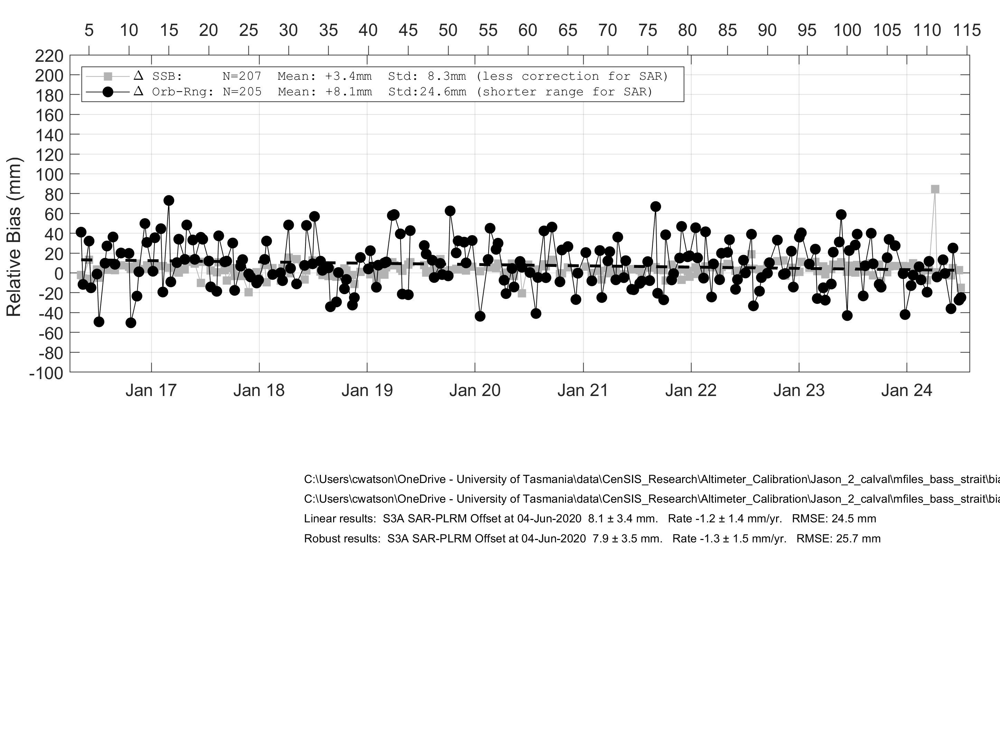 5 10 15 20 25 30 35 40 45 50 55 60 65 70 75 80 85 90 95 100 105 110 115
220
200
180
160
140
120
100
80
60
40
20
0
-20
-40
-60
-80
-100
Relative Bias (mm)
Δ SSB: N=207 Mean: +3.4mm Std: 8.3mm (less correction for SAR)
Δ Orb-Rng: N=205 Mean: +8.1mm Std:24.6mm (shorter range for SAR)
Jan 17 Jan 18 Jan 19 Jan 20 Jan 21 Jan 22 Jan 23 Jan 24
C:\Users\cwatson\OneDrive - University of Tasmania\data\CenSIS_Research\Altimeter_Calibration\Jason_2_calval\mfiles_bass_strait\bia
C:\Users\cwatson\OneDrive - University of Tasmania\data\CenSIS_Research\Altimeter_Calibration\Jason_2_calval\mfiles_bass_strait\bia
Linear results: S3A SAR-PLRM Offset at 04-Jun-2020 8.1 ± 3.4 mm. Rate -1.2 ± 1.4 mm/yr. RMSE: 24.5 mm
Robust results: S3A SAR-PLRM Offset at 04-Jun-2020 7.9 ± 3.5 mm. Rate -1.3 ± 1.5 mm/yr. RMSE: 25.7 mm